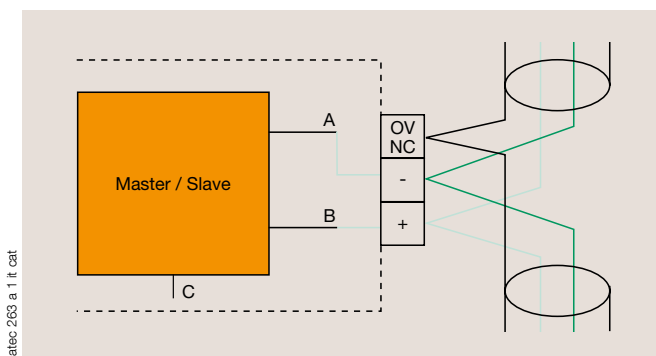 A
OV
NC
Master / Slave
-
B
+
C
atec 263 a 1 it cat